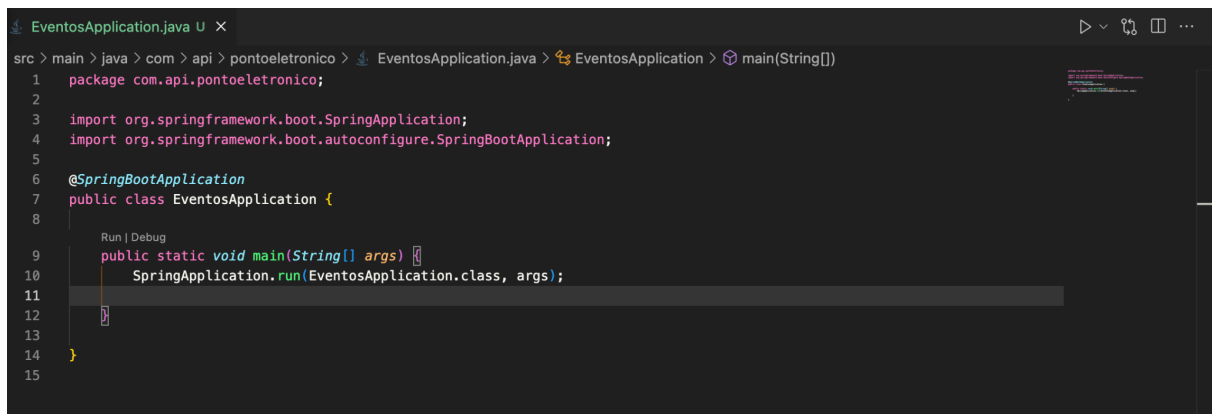 EventosApplication.java U ×
src > main > java > com > api > pontoeletronico > EventosApplication.java > EventosApplication > main(String[])
1 package com.api.pontoeletronico;
2
3 import org.springframework.boot.SpringApplication;
4 import org.springframework.boot.autoconfigure.SpringBootApplication;
5
6 @SpringBootApplication
7 public class EventosApplication {
8
Run | Debug
9 public static void main(String[] args) {
10 SpringApplication.run(EventosApplication.class, args);
11
12 }
13
14 }
15